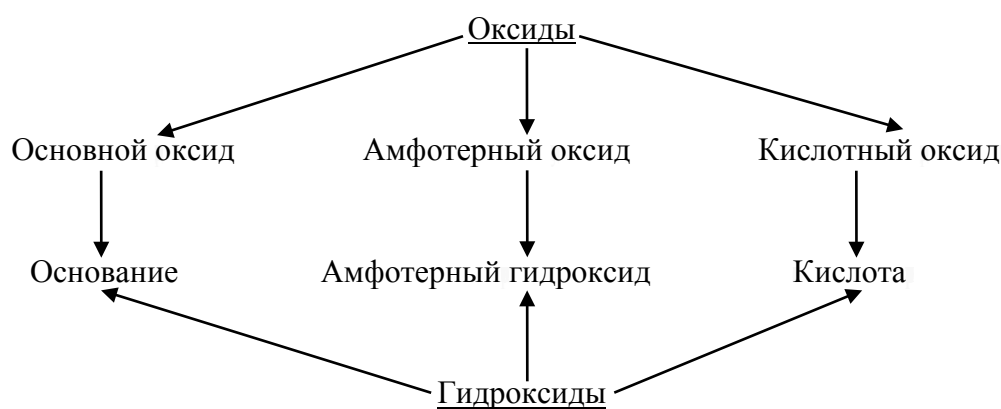 Оксиды
Основной оксид Амфотерный оксид Кислотный оксид
Основание Амфотерный гидроксид Кислота
Гидроксиды